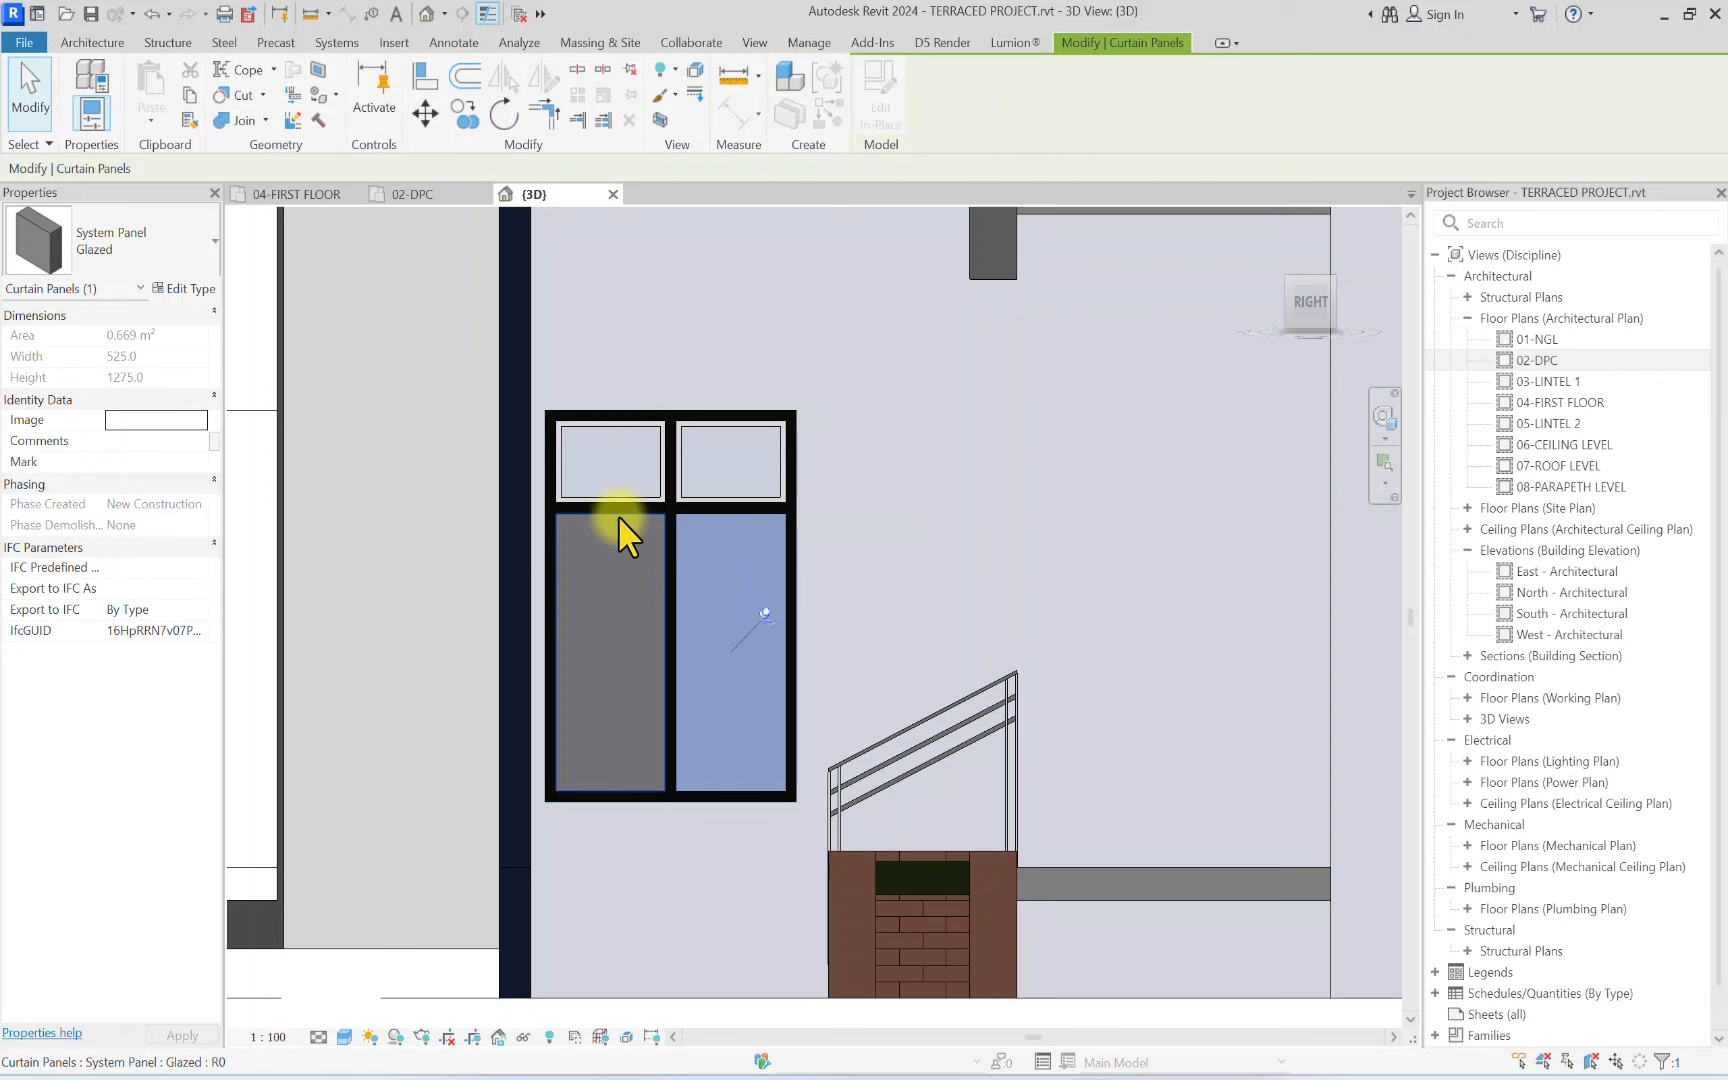 Autodesk Revit 2024 - TERRACED PROJECT.rvt - 3D View: {3D}
Sign In
File
Architecture
Structure
Steel
Precast
Systems
Insert
Annotate
Analyze
Massing & Site
Collaborate
View
Manage
Add-Ins
D5 Render
Lumion®
Modify | Curtain Panels
Modify
Paste
Cope
Cut
Join
Activate
Edit
In-Place
Select
Properties
Clipboard
Geometry
Controls
Modify
View
Measure
Create
Model
Modify | Curtain Panels
Properties
System Panel
Glazed
Curtain Panels (1)
Edit Type
Dimensions
Area 0.669 m²
Width 525.0
Height 1275.0
Identity Data
Image
Comments
Mark
Phasing
Phase Created New Construction
Phase Demolish... None
IFC Parameters
IFC Predefined ...
Export to IFC As
Export to IFC By Type
IfcGUID 16HpRRN7v07P...
Properties help
Apply
04-FIRST FLOOR
02-DPC
{3D}
RIGHT
1 : 100
Project Browser - TERRACED PROJECT.rvt
Search
Views (Discipline)
Architectural
Structural Plans
Floor Plans (Architectural Plan)
01-NGL
02-DPC
03-LINTEL 1
04-FIRST FLOOR
05-LINTEL 2
06-CEILING LEVEL
07-ROOF LEVEL
08-PARAPETH LEVEL
Floor Plans (Site Plan)
Ceiling Plans (Architectural Ceiling Plan)
Elevations (Building Elevation)
East - Architectural
North - Architectural
South - Architectural
West - Architectural
Sections (Building Section)
Coordination
Floor Plans (Working Plan)
3D Views
Electrical
Floor Plans (Lighting Plan)
Floor Plans (Power Plan)
Ceiling Plans (Electrical Ceiling Plan)
Mechanical
Floor Plans (Mechanical Plan)
Ceiling Plans (Mechanical Ceiling Plan)
Plumbing
Floor Plans (Plumbing Plan)
Structural
Structural Plans
Legends
Schedules/Quantities (By Type)
Sheets (all)
Families
Curtain Panels : System Panel : Glazed : R0
:0
Main Model
:1